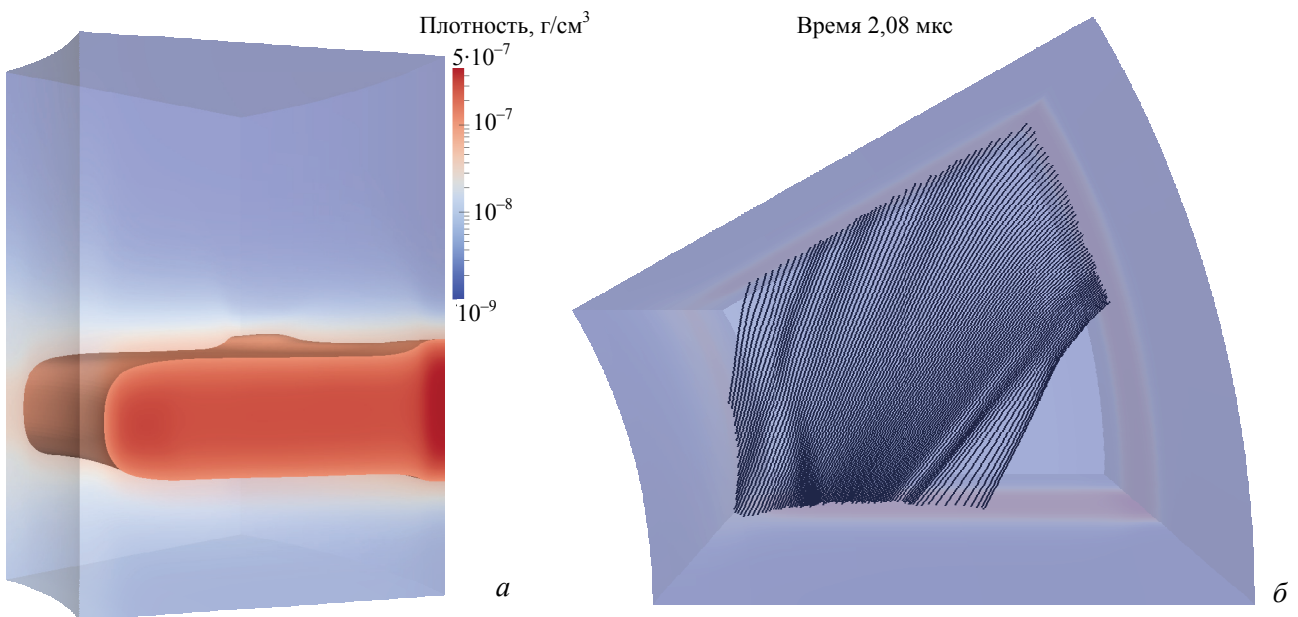 Плотность, г/см³
Время 2,08 мкс
5·10⁻⁷
10⁻⁷
10⁻⁸
10⁻⁹
а
б